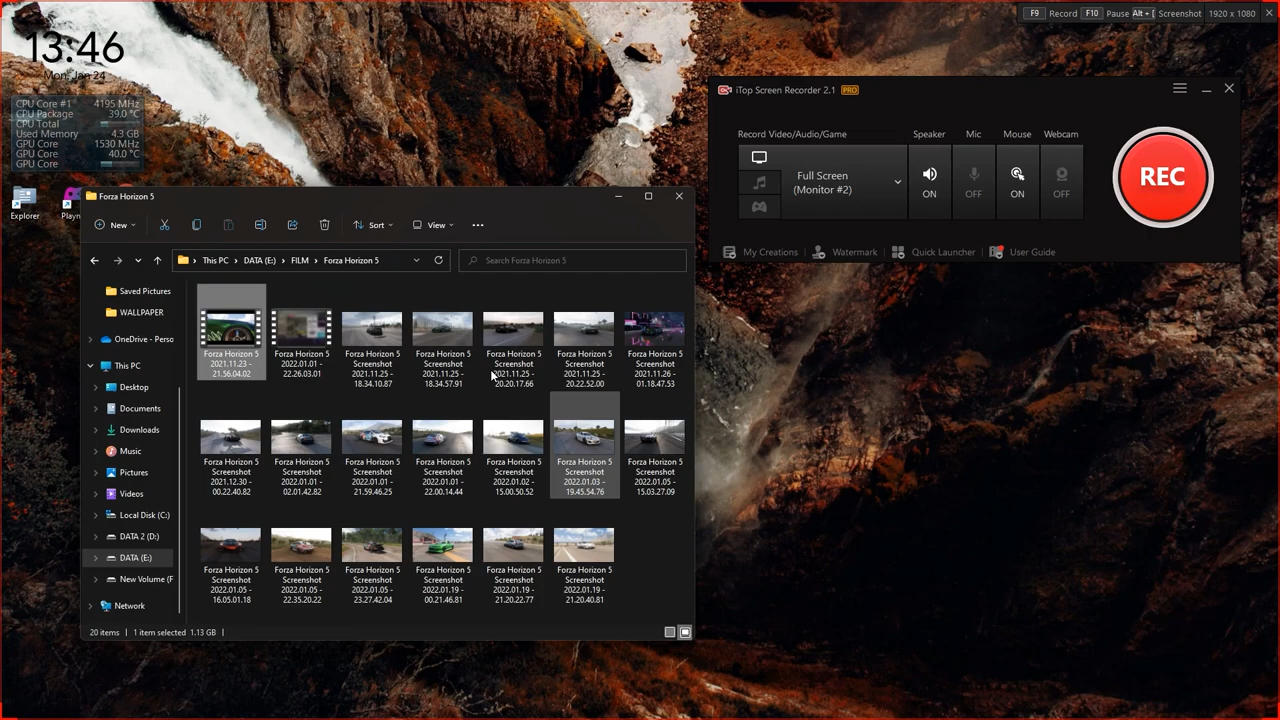 F9 Record F10 Pause Alt + [ Screenshot 1920 x 1080
13:46
Mon, Jan 24
CPU Core #1 4195 MHz
CPU Package 39.0 °C
CPU Total
Used Memory 4.3 GB
GPU Core 1530 MHz
GPU Core 40.0 °C
GPU Core
Explorer
iTop Screen Recorder 2.1 PRO
Record Video/Audio/Game Speaker Mic Mouse Webcam
Full Screen
(Monitor #2)
ON OFF ON OFF
REC
My Creations Watermark Quick Launcher User Guide
Forza Horizon 5
New Sort View
This PC > DATA (E:) > FILM > Forza Horizon 5
Search Forza Horizon 5
Saved Pictures
WALLPAPER
OneDrive - Perso
This PC
Desktop
Documents
Downloads
Music
Pictures
Videos
Local Disk (C:)
DATA 2 (D:)
DATA (E:)
New Volume (F
Network
Forza Horizon 5
2021.11.23 -
21.56.04.02
Forza Horizon 5
2022.01.01 -
22.26.03.01
Forza Horizon 5
Screenshot
2021.11.25 -
18.34.10.87
Forza Horizon 5
Screenshot
2021.11.25 -
18.34.57.91
Forza Horizon 5
Screenshot
2021.11.25 -
20.20.17.66
Forza Horizon 5
Screenshot
2021.11.25 -
20.22.52.00
Forza Horizon 5
Screenshot
2021.11.26 -
01.18.47.53
Forza Horizon 5
Screenshot
2021.12.30 -
00.22.40.82
Forza Horizon 5
Screenshot
2022.01.01 -
02.01.42.82
Forza Horizon 5
Screenshot
2022.01.01 -
21.59.46.25
Forza Horizon 5
Screenshot
2022.01.01 -
22.00.14.44
Forza Horizon 5
Screenshot
2022.01.02 -
15.00.50.52
Forza Horizon 5
Screenshot
2022.01.03 -
19.45.54.76
Forza Horizon 5
Screenshot
2022.01.05 -
15.03.27.09
Forza Horizon 5
Screenshot
2022.01.05 -
16.05.01.18
Forza Horizon 5
Screenshot
2022.01.05 -
22.35.20.22
Forza Horizon 5
Screenshot
2022.01.05 -
23.27.42.04
Forza Horizon 5
Screenshot
2022.01.19 -
00.21.46.81
Forza Horizon 5
Screenshot
2022.01.19 -
21.20.22.77
Forza Horizon 5
Screenshot
2022.01.19 -
21.20.40.81
20 items 1 item selected 1.13 GB